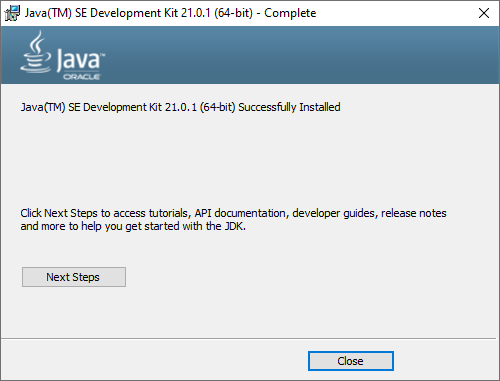 Java(TM) SE Development Kit 21.0.1 (64-bit) - Complete
Java™
ORACLE
Java(TM) SE Development Kit 21.0.1 (64-bit) Successfully Installed
Click Next Steps to access tutorials, API documentation, developer guides, release notes
and more to help you get started with the JDK.
Next Steps
Close